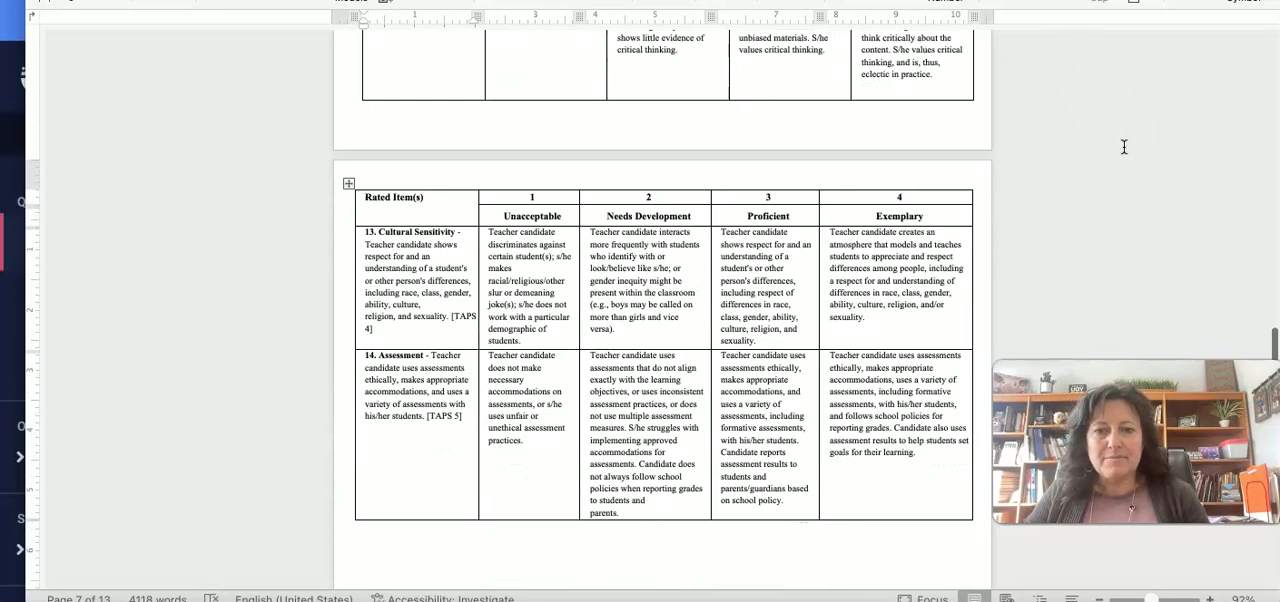 1 3 4 5 7 8 9 10
shows little evidence of
critical thinking.
unbiased materials. S/he
values critical thinking.
think critically about the
content. S/he values critical
thinking, and is, thus,
eclectic in practice.
Rated Item(s) 1 2 3 4
Unacceptable Needs Development Proficient Exemplary
13. Cultural Sensitivity -
Teacher candidate shows
respect for and an
understanding of a student's
or other person's differences,
including race, class, gender,
ability, culture,
religion, and sexuality. [TAPS
4]
Teacher candidate
discriminates against
certain student(s); s/he
makes
racial/religious/other
slur or demeaning
joke(s); s/he does not
work with a particular
demographic of
students.
Teacher candidate interacts
more frequently with students
who identify with or
look/believe like s/he; or
gender inequity might be
present within the classroom
(e.g., boys may be called on
more than girls and vice
versa).
Teacher candidate
shows respect for and an
understanding of a
student's or other
person's differences,
including respect of
differences in race,
class, gender, ability,
culture, religion, and
sexuality.
Teacher candidate creates an
atmosphere that models and teaches
students to appreciate and respect
differences among people, including
a respect for and understanding of
differences in race, class, gender,
ability, culture, religion, and/or
sexuality.
14. Assessment - Teacher
candidate uses assessments
ethically, makes appropriate
accommodations, and uses a
variety of assessments with
his/her students. [TAPS 5]
Teacher candidate
does not make
necessary
accommodations on
assessments, or s/he
uses unfair or
unethical assessment
practices.
Teacher candidate uses
assessments that do not align
exactly with the learning
objectives, or uses inconsistent
assessment practices, or does
not use multiple assessment
measures. S/he struggles with
implementing approved
accommodations for
assessments. Candidate does
not always follow school
policies when reporting grades
to students and
parents.
Teacher candidate uses
assessments ethically,
makes appropriate
accommodations, and
uses a variety of
assessments, including
formative assessments,
with his/her students.
Candidate reports
assessment results to
students and
parents/guardians based
on school policy.
Teacher candidate uses assessments
ethically, makes appropriate
accommodations, uses a variety of
assessments, including formative
assessments, with his/her students,
and follows school policies for
reporting grades. Candidate also uses
assessment results to help students set
goals for their learning.
Page 7 of 13 4118 words English (United States) Accessibility: Investigate Focus 92%